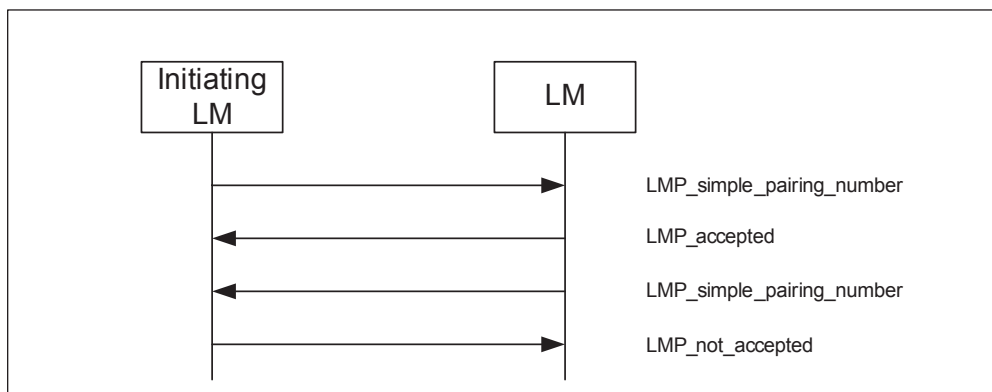 Initiating
LM
LM
LMP_simple_pairing_number
LMP_accepted
LMP_simple_pairing_number
LMP_not_accepted